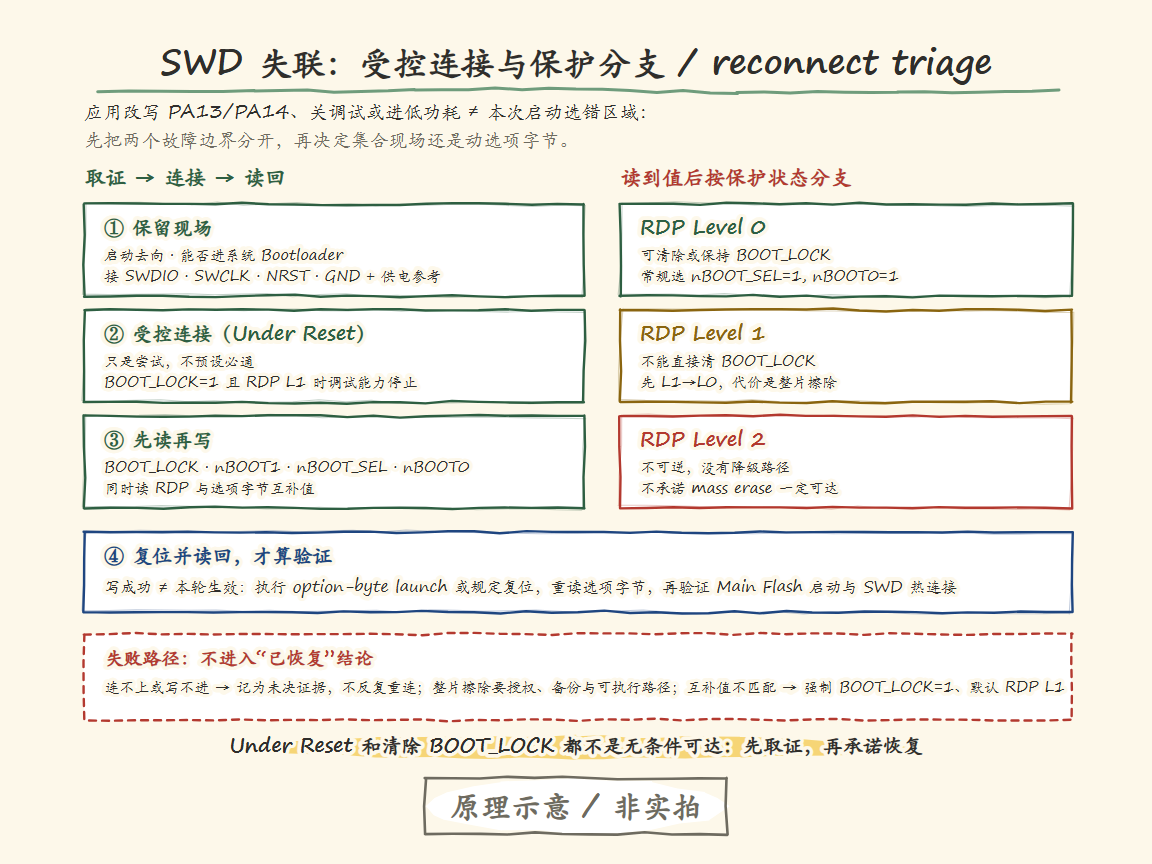 SWD 失联：受控连接与保护分支 / reconnect triage
应用改写 PA13/PA14、关调试或进低功耗 ≠ 本次启动选错区域：
先把两个故障边界分开，再决定集合现场还是动选项字节。
取证 → 连接 → 读回
① 保留现场
启动去向 · 能否进系统 Bootloader
接 SWDIO · SWCLK · NRST · GND + 供电参考
② 受控连接（Under Reset）
只是尝试，不预设必通
BOOT_LOCK=1 且 RDP L1 时调试能力停止
③ 先读再写
BOOT_LOCK · nBOOT1 · nBOOT_SEL · nBOOT0
同时读 RDP 与选项字节互补值
读到值后按保护状态分支
RDP Level 0
可清除或保持 BOOT_LOCK
常规选 nBOOT_SEL=1, nBOOT0=1
RDP Level 1
不能直接清 BOOT_LOCK
先 L1→L0，代价是整片擦除
RDP Level 2
不可逆，没有降级路径
不承诺 mass erase 一定可达
④ 复位并读回，才算验证
写成功 ≠ 本轮生效：执行 option-byte launch 或规定复位，重读选项字节，再验证 Main Flash 启动与 SWD 热连接
失败路径：不进入“已恢复”结论
连不上或写不进 → 记为未决证据，不反复重连；整片擦除要授权、备份与可执行路径；互补值不匹配 → 强制 BOOT_LOCK=1、默认 RDP L1
Under Reset 和清除 BOOT_LOCK 都不是无条件可达：先取证，再承诺恢复
原理示意 / 非实拍